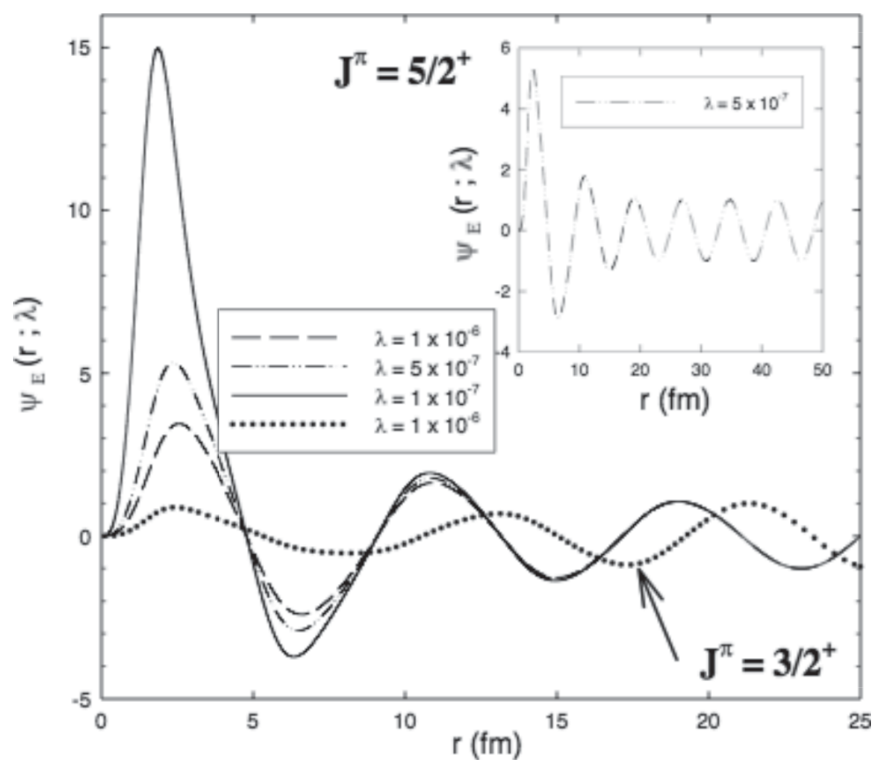 J^π = 5/2^+
Ψ_E (r ; λ)
15
10
5
0
-5
0 5 10 15 20 25
r (fm)
λ = 1 x 10^-6
λ = 5 x 10^-7
λ = 1 x 10^-7
λ = 1 x 10^-6
J^π = 3/2^+
Ψ_E (r ; λ)
6
4
2
0
-2
-4
λ = 5 x 10^-7
0 10 20 30 40 50
r (fm)